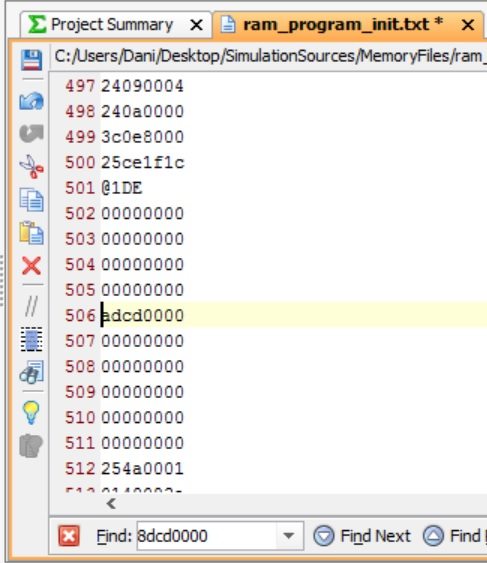 Project Summary ram_program_init.txt *
C:/Users/Dani/Desktop/SimulationSources/MemoryFiles/ram_
497 24090004
498 240a0000
499 3c0e8000
500 25ce1f1c
501 @1DE
502 00000000
503 00000000
504 00000000
505 00000000
506 adcd0000
507 00000000
508 00000000
509 00000000
510 00000000
511 00000000
512 254a0001
Find: 8dcd0000 Find Next Find